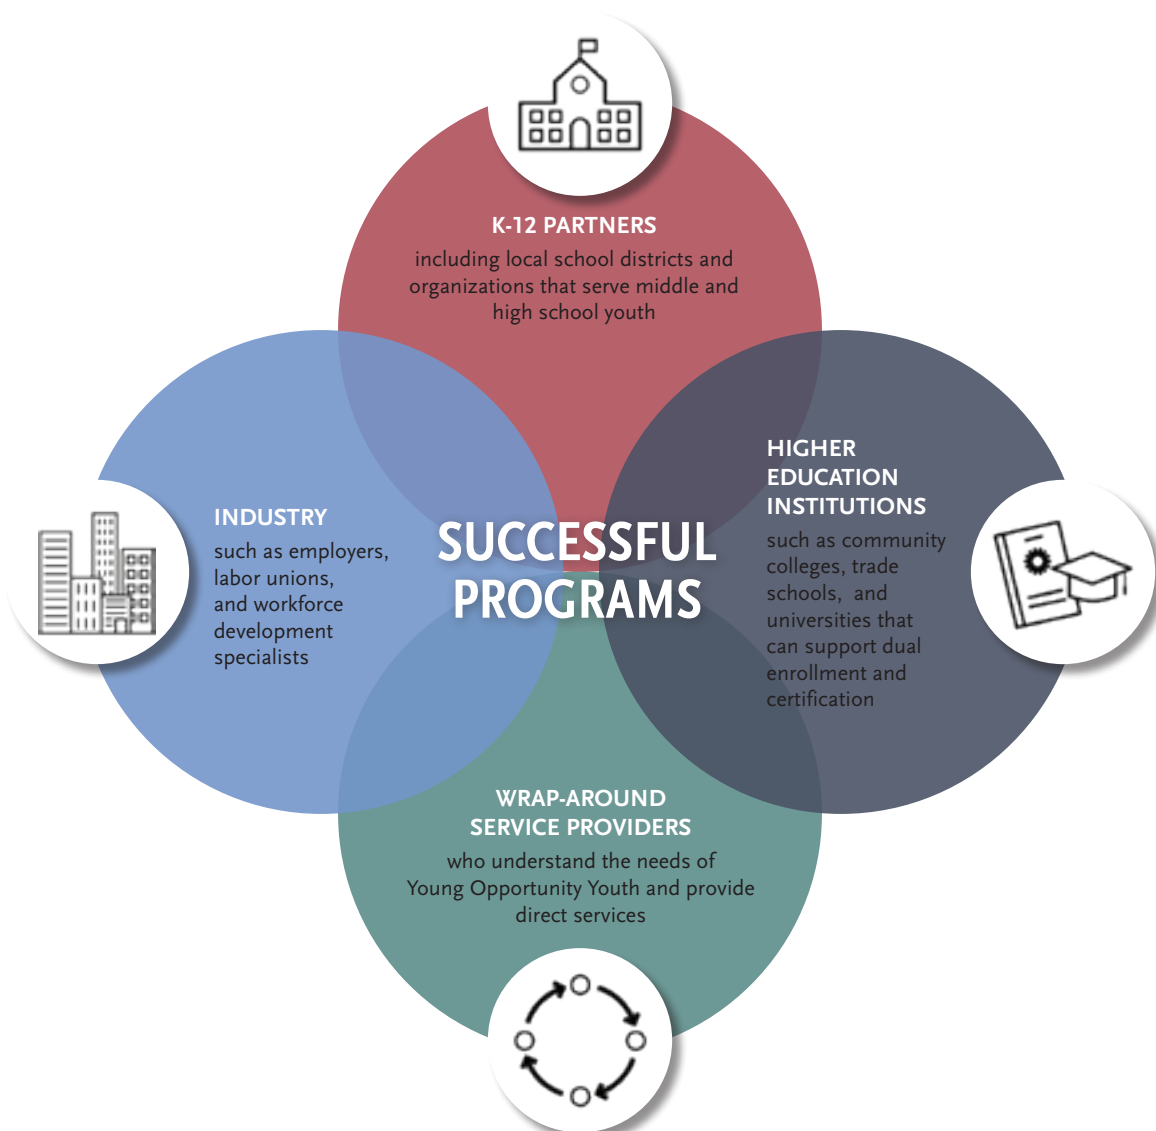 K-12 PARTNERS
including local school districts and
organizations that serve middle and
high school youth
INDUSTRY
such as employers,
labor unions,
and workforce
development
specialists
SUCCESSFUL
PROGRAMS
HIGHER
EDUCATION
INSTITUTIONS
such as community
colleges, trade
schools, and
universities that
can support dual
enrollment and
certification
WRAP-AROUND
SERVICE PROVIDERS
who understand the needs of
Young Opportunity Youth and provide
direct services